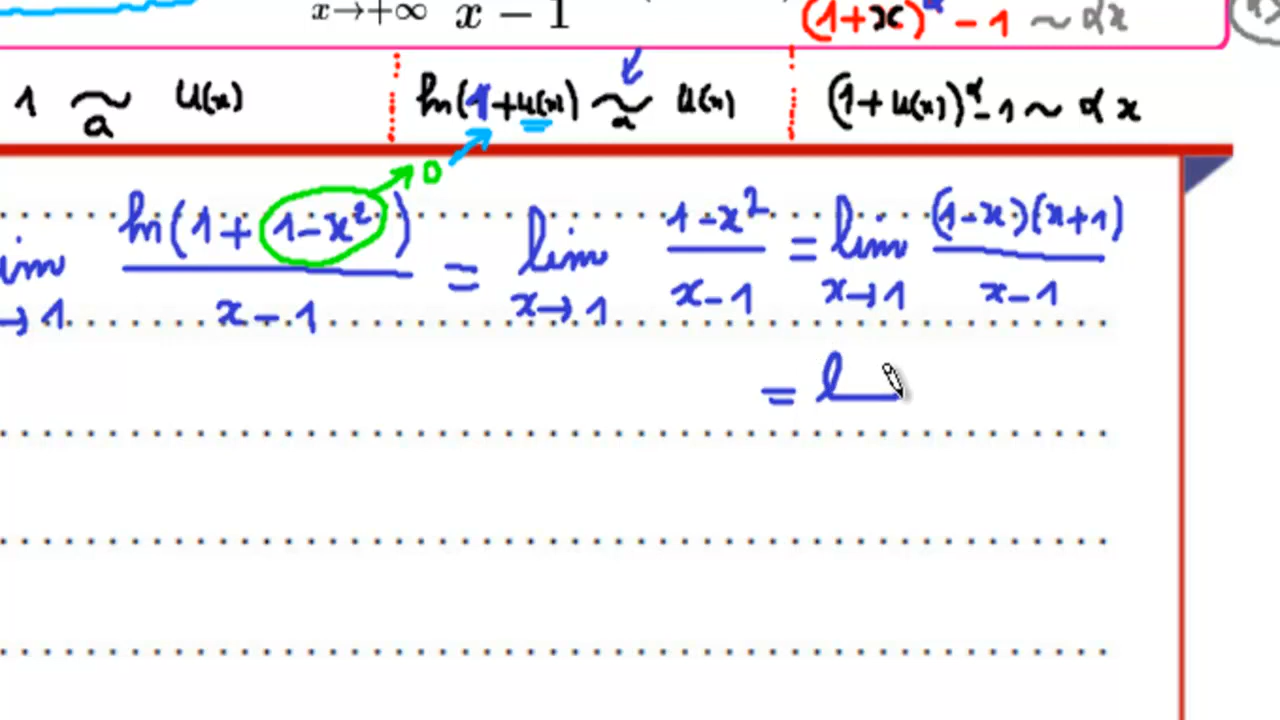 x→+∞ x − 1 (1+x)^α − 1 ~ αx
1 ~ a u(x) ln(1+u(x)) ~ a u(x) (1+u(x))^α − 1 ~ αx
0
lim x→1 ln(1+1−x²) / x−1 = lim x→1 1−x² / x−1 = lim x→1 (1−x)(x+1) / x−1
= l